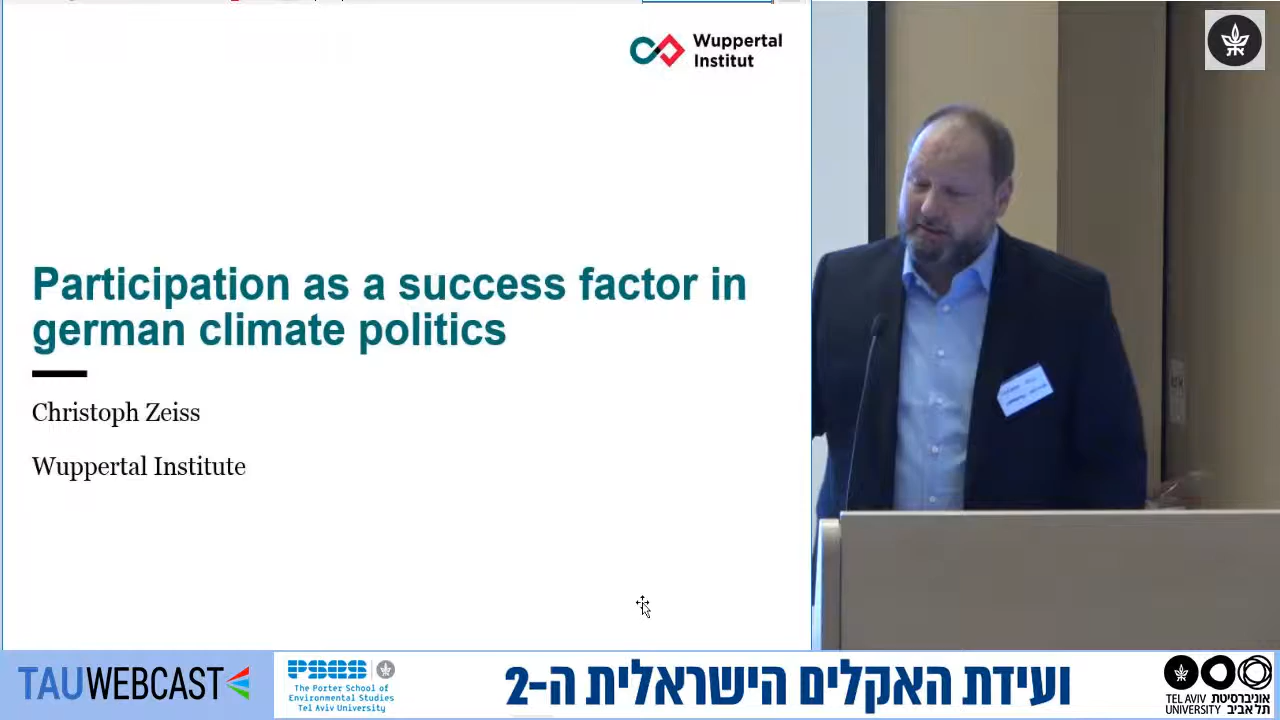 Wuppertal
Institut
Participation as a success factor in
german climate politics
Christoph Zeiss
Wuppertal Institute
TAUWEBCAST
PSES
The Porter School of
Environmental Studies
Tel Aviv University
ועידת האקלים הישראלית ה-2
TEL AVIV אוניברסיטת
UNIVERSITY תל אביב